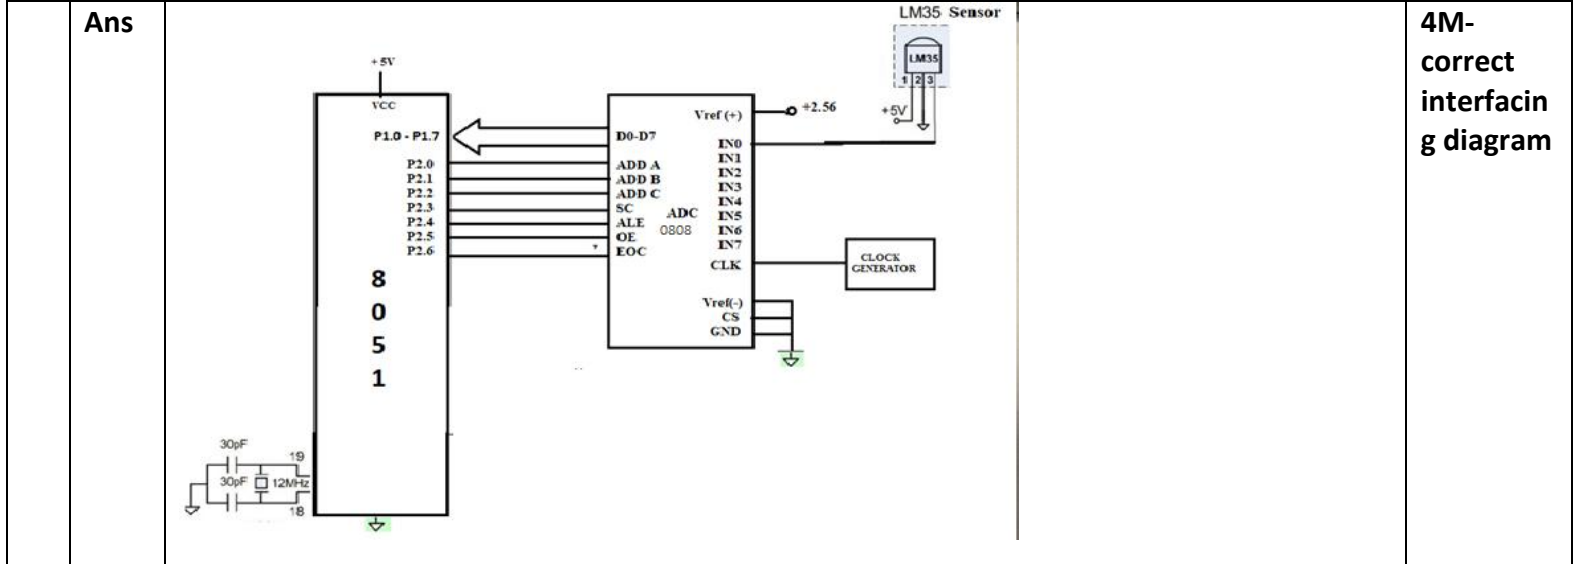 Ans
LM35 Sensor
LM35
1 2 3
+5V
+5V
VCC
P1.0 - P1.7
P2.0
P2.1
P2.2
P2.3
P2.4
P2.5
P2.6
8
0
5
1
30pF
30pF
12MHz
19
18
D0-D7
ADD A
ADD B
ADD C
SC
ALE
OE
EOC
ADC
0808
Vref (+)
+2.56
IN0
IN1
IN2
IN3
IN4
IN5
IN6
IN7
CLK
Vref(-)
CS
GND
CLOCK
GENERATOR
4M-
correct
interfacin
g diagram